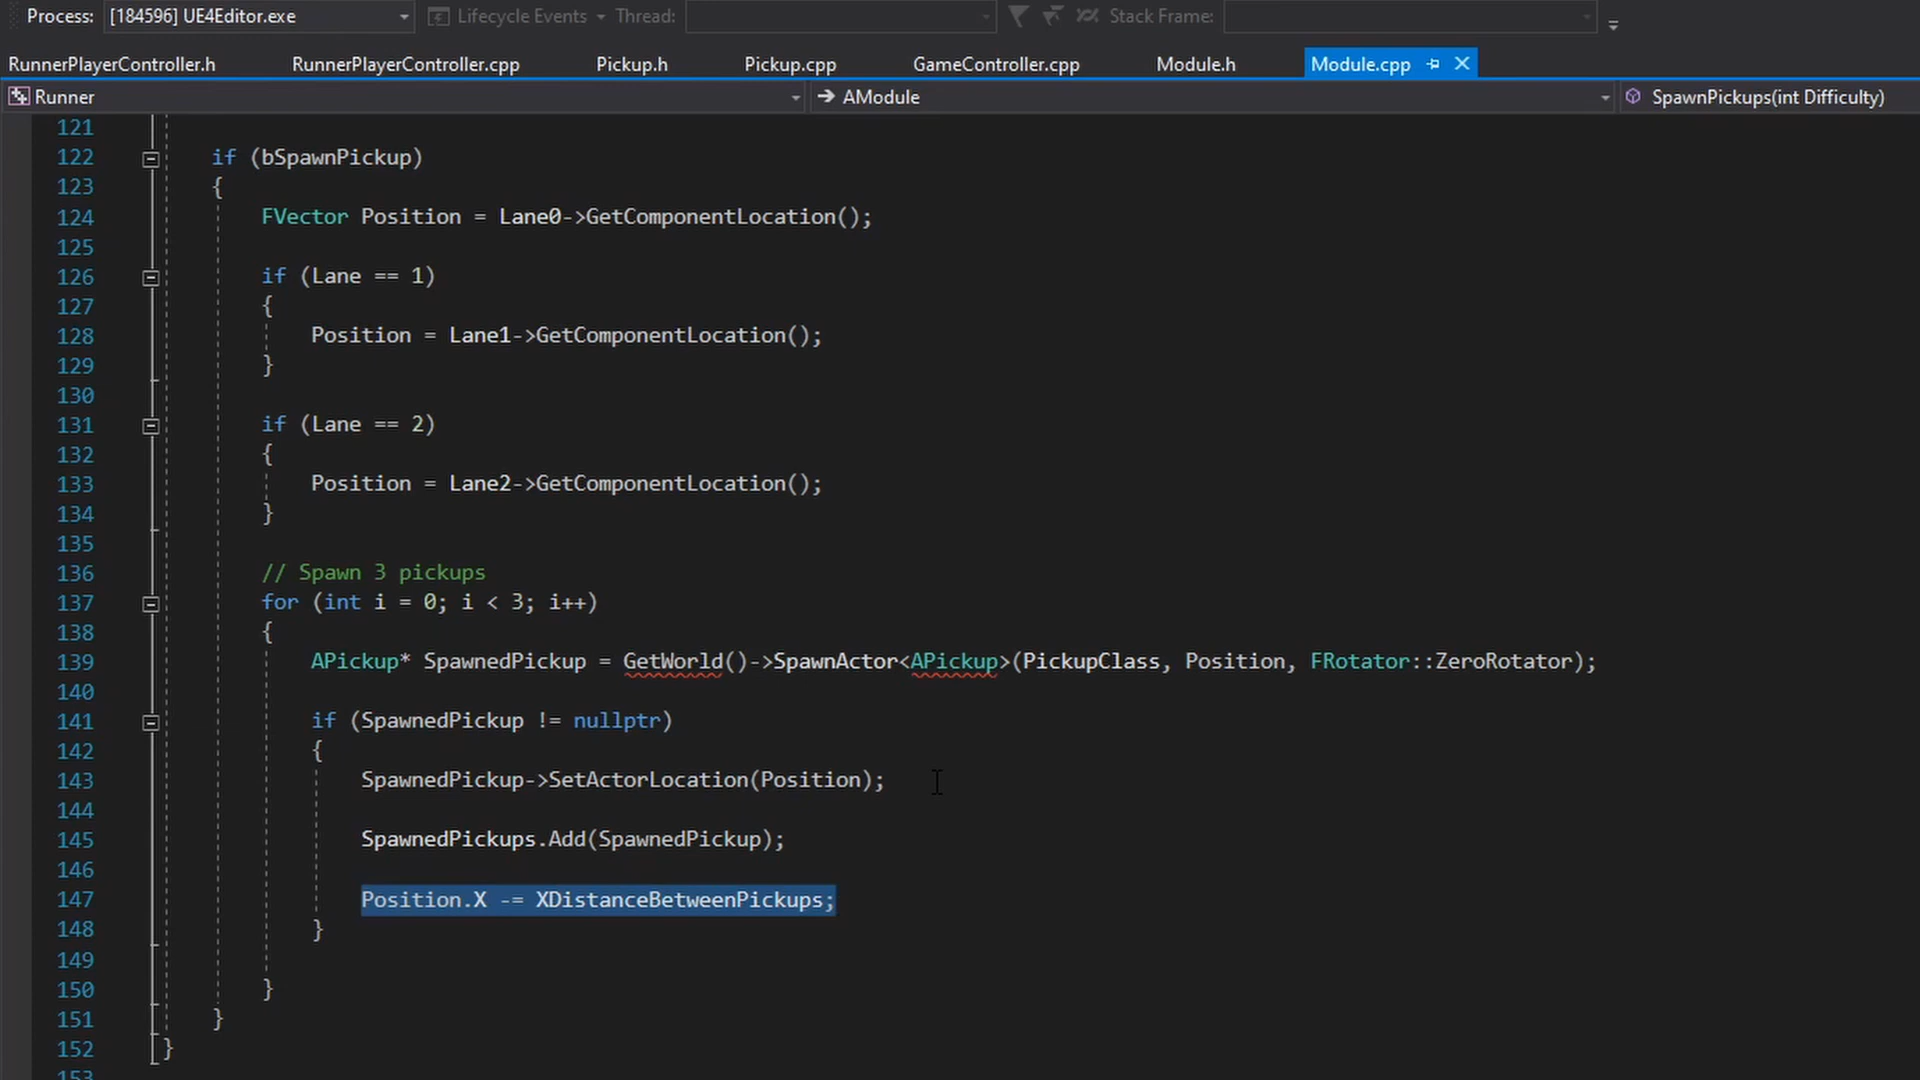 Process: [184596] UE4Editor.exe Lifecycle Events Thread: Stack Frame:
RunnerPlayerController.h RunnerPlayerController.cpp Pickup.h Pickup.cpp GameController.cpp Module.h Module.cpp
Runner AModule SpawnPickups(int Difficulty)
121
122 if (bSpawnPickup)
123 {
124 FVector Position = Lane0->GetComponentLocation();
125
126 if (Lane == 1)
127 {
128 Position = Lane1->GetComponentLocation();
129 }
130
131 if (Lane == 2)
132 {
133 Position = Lane2->GetComponentLocation();
134 }
135
136 // Spawn 3 pickups
137 for (int i = 0; i < 3; i++)
138 {
139 APickup* SpawnedPickup = GetWorld()->SpawnActor<APickup>(PickupClass, Position, FRotator::ZeroRotator);
140
141 if (SpawnedPickup != nullptr)
142 {
143 SpawnedPickup->SetActorLocation(Position);
144
145 SpawnedPickups.Add(SpawnedPickup);
146
147 Position.X -= XDistanceBetweenPickups;
148 }
149
150 }
151 }
152 }
153